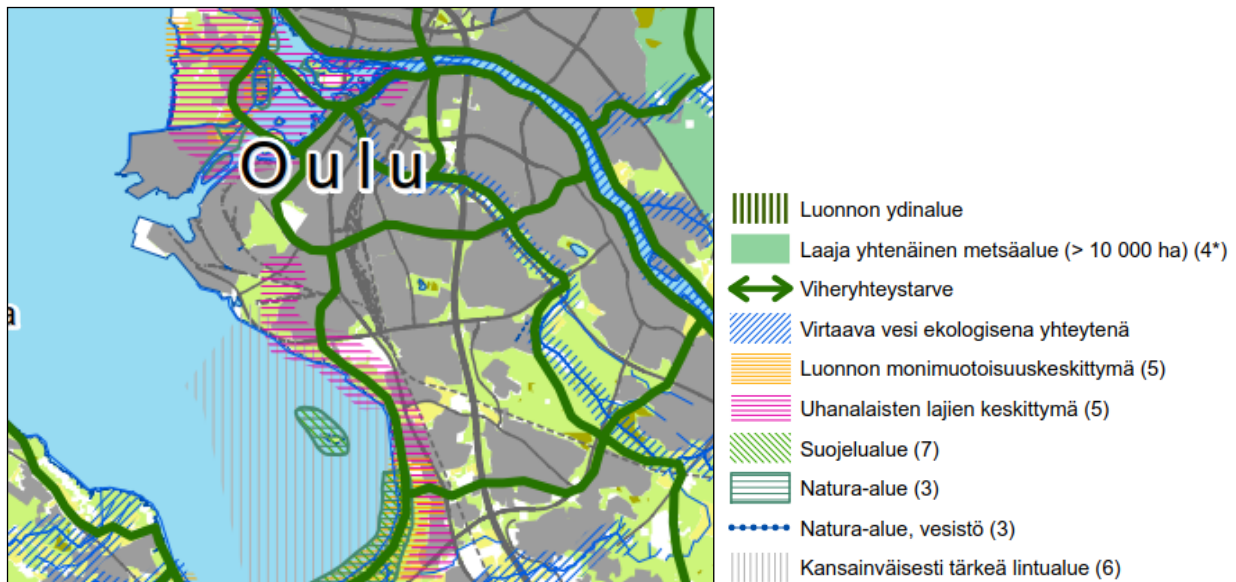 Oulu
a
Luonnon ydinalue
Laaja yhtenäinen metsäalue (> 10 000 ha) (4*)
Viheryhteystarve
Virtaava vesi ekologisena yhteytenä
Luonnon monimuotoisuuskeskittymä (5)
Uhanalaisten lajien keskittymä (5)
Suojelualue (7)
Natura-alue (3)
Natura-alue, vesistö (3)
Kansainväisesti tärkeä lintualue (6)